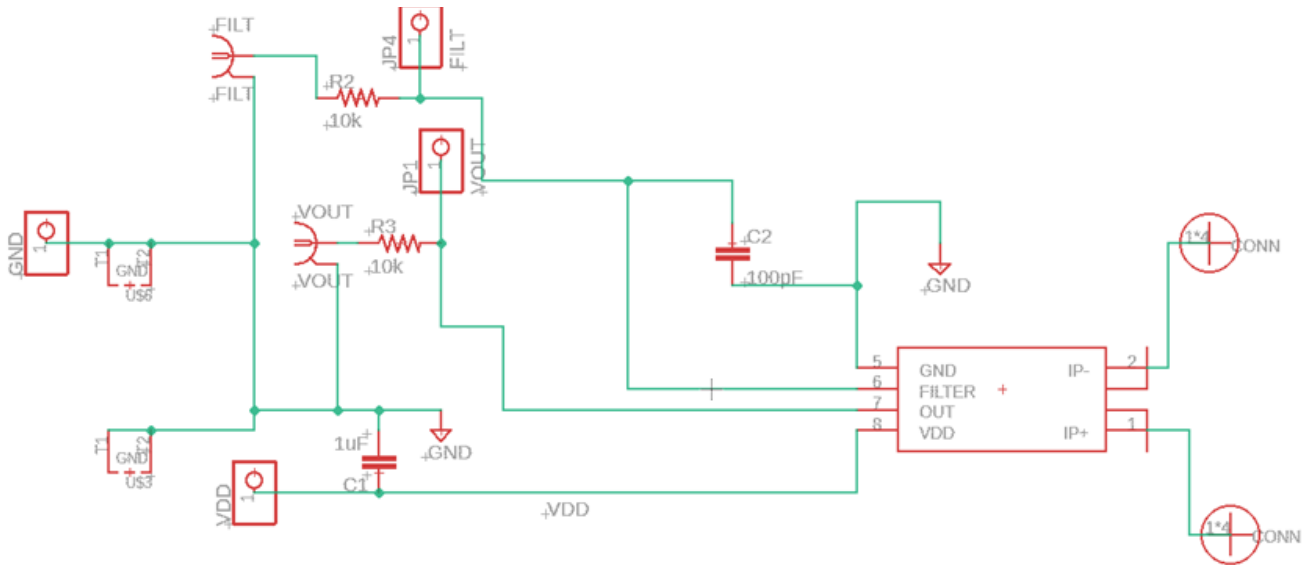 FILT
FILT
JP4
1
FILT
R2
10k
JP1
1
VOUT
GND
1
T1
T2
GND
U$6
VOUT
VOUT
R3
10k
C2
100pF
GND
1*4
CONN
5
GND
6
FILTER
7
OUT
8
VDD
IP-
2
IP+
1
T1
T2
GND
U$3
1uF
C1
GND
VDD
1
VDD
1*4
CONN